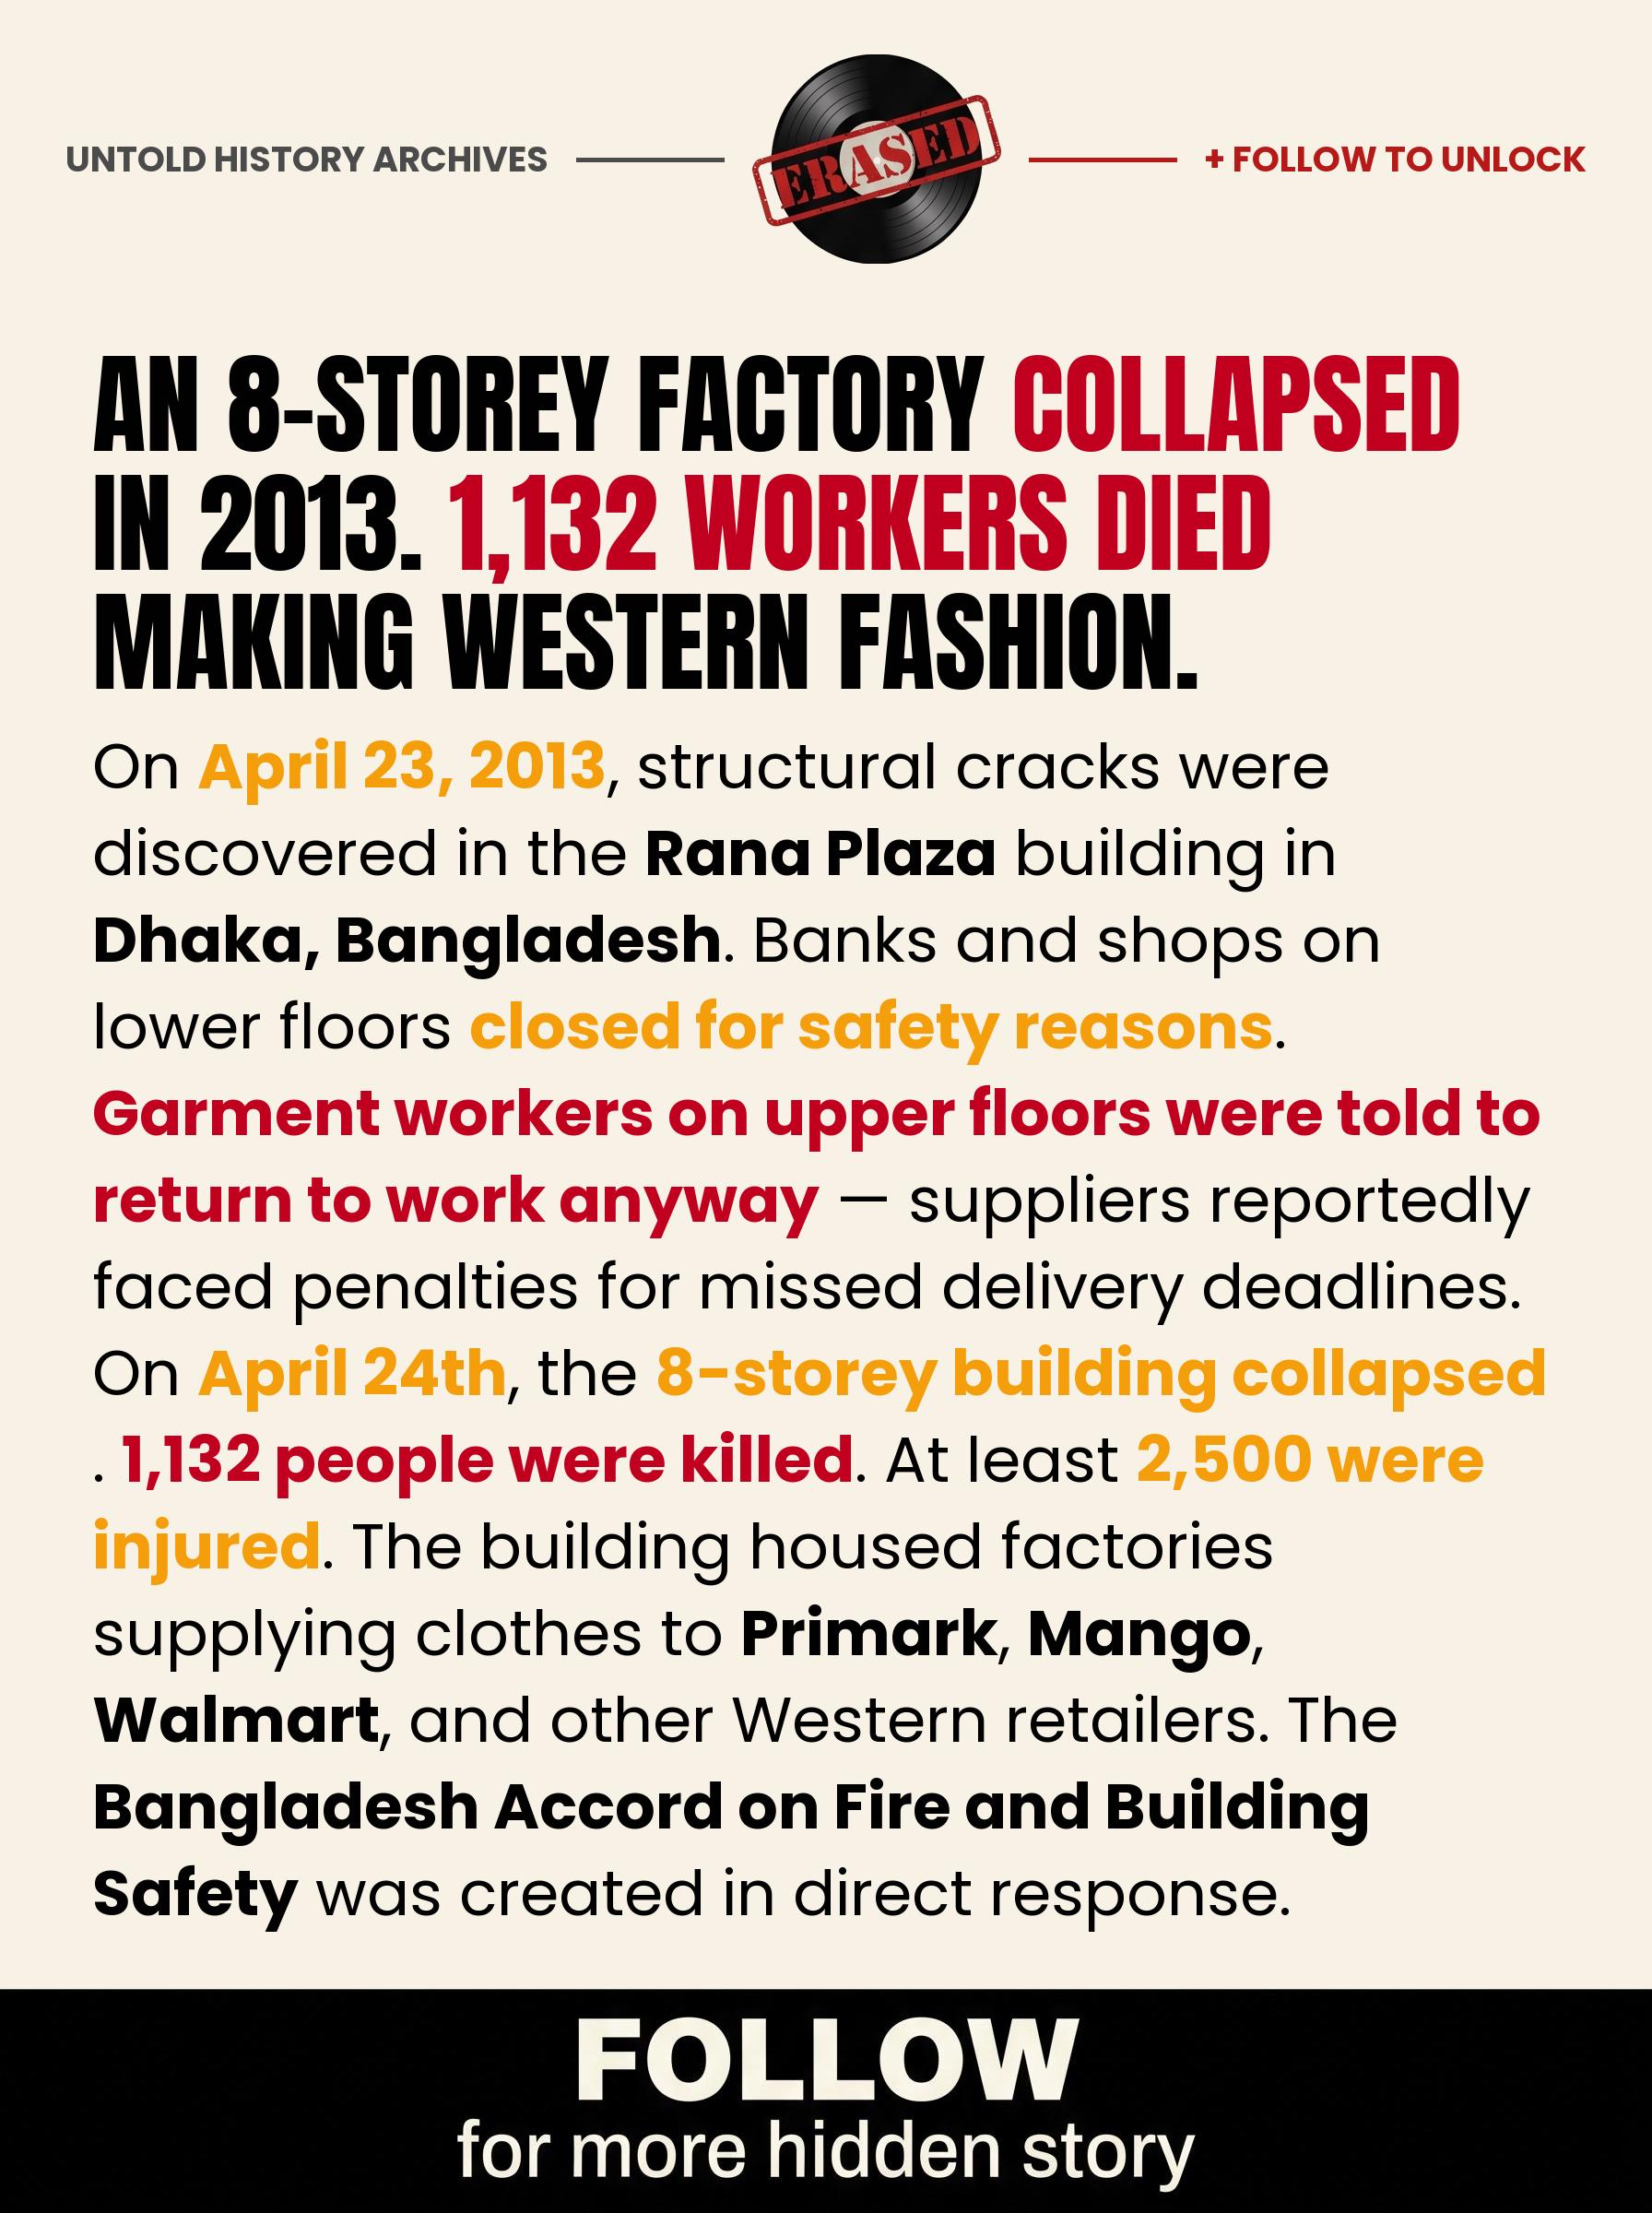 UNTOLD HISTORY ARCHIVES
ERASED
+ FOLLOW TO UNLOCK
AN 8-STOREY FACTORY COLLAPSED
IN 2013. 1,132 WORKERS DIED
MAKING WESTERN FASHION.
On April 23, 2013, structural cracks were
discovered in the Rana Plaza building in
Dhaka, Bangladesh. Banks and shops on
lower floors closed for safety reasons.
Garment workers on upper floors were told to
return to work anyway — suppliers reportedly
faced penalties for missed delivery deadlines.
On April 24th, the 8-storey building collapsed
. 1,132 people were killed. At least 2,500 were
injured. The building housed factories
supplying clothes to Primark, Mango,
Walmart, and other Western retailers. The
Bangladesh Accord on Fire and Building
Safety was created in direct response.
FOLLOW
for more hidden story